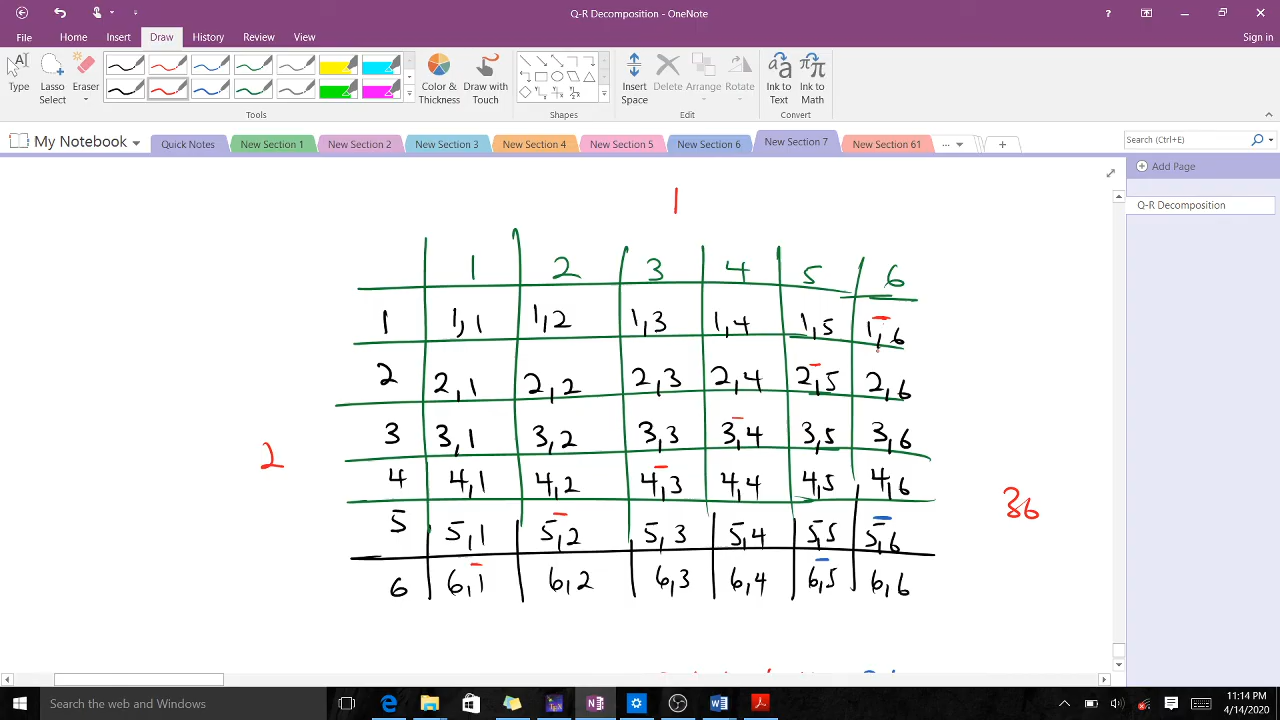 Q-R Decomposition - OneNote
?
File Home Insert Draw History Review View Sign in
Type Lasso Select Eraser Color & Thickness Draw with Touch Insert Space Delete Arrange Rotate Ink to Text Ink to Math
Tools Shapes Edit Convert
My Notebook Quick Notes New Section 1 New Section 2 New Section 3 New Section 4 New Section 5 New Section 6 New Section 7 New Section 61 ... + Search (Ctrl+E)
Add Page
Q-R Decomposition
1
1 2 3 4 5 6
1 1,1 1,2 1,3 1,4 1,5 1,6
2 2,1 2,2 2,3 2,4 2,5 2,6
3 3,1 3,2 3,3 3,4 3,5 3,6
2
4 4,1 4,2 4,3 4,4 4,5 4,6
36
5 5,1 5,2 5,3 5,4 5,5 5,6
6 6,1 6,2 6,3 6,4 6,5 6,6
Search the web and Windows
11:14 PM
4/14/2020